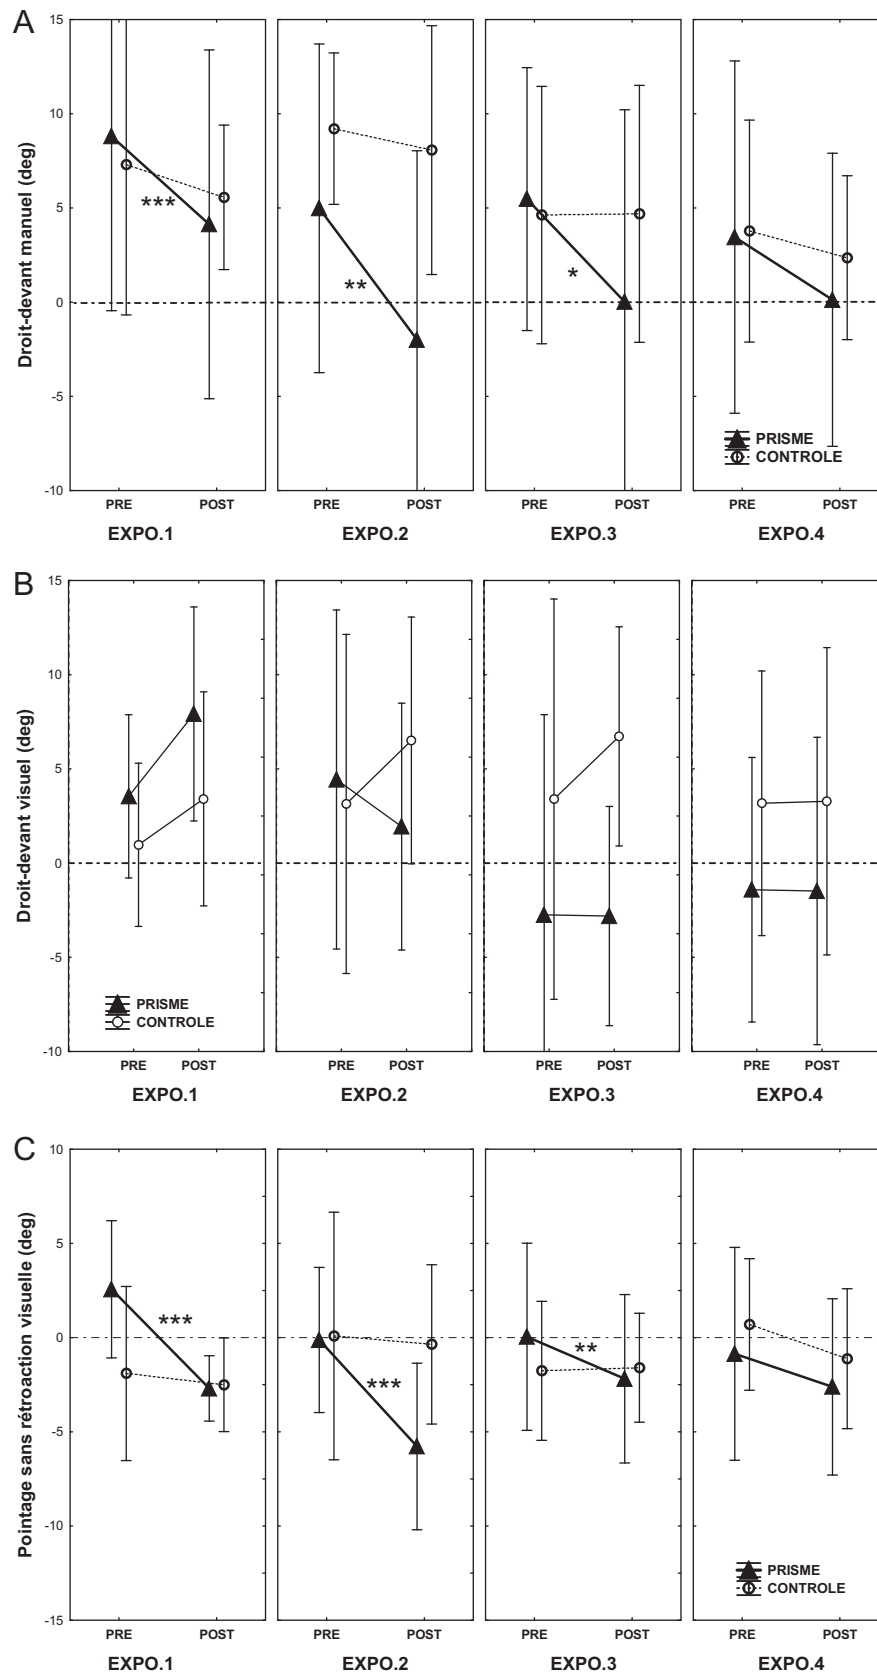 A
Droit-devant manuel (deg)
15
10
5
0
-5
-10
***
**
*
PRISME
CONTROLE
PRE POST PRE POST PRE POST PRE POST
EXPO.1 EXPO.2 EXPO.3 EXPO.4
B
Droit-devant visuel (deg)
15
10
5
0
-5
-10
PRISME
CONTROLE
PRE POST PRE POST PRE POST PRE POST
EXPO.1 EXPO.2 EXPO.3 EXPO.4
C
Pointage sans rétroaction visuelle (deg)
10
5
0
-5
-10
-15
***
***
**
PRISME
CONTROLE
PRE POST PRE POST PRE POST PRE POST
EXPO.1 EXPO.2 EXPO.3 EXPO.4